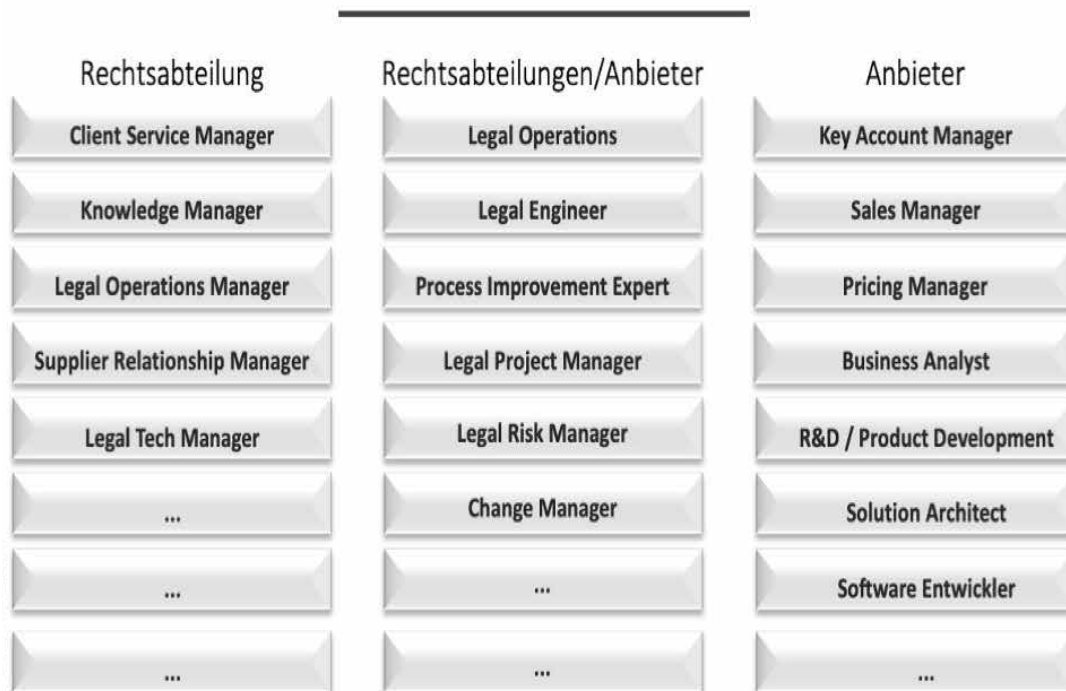 Rechtsabteilung
Client Service Manager
Knowledge Manager
Legal Operations Manager
Supplier Relationship Manager
Legal Tech Manager
...
...
...
Rechtsabteilungen/Anbieter
Legal Operations
Legal Engineer
Process Improvement Expert
Legal Project Manager
Legal Risk Manager
Change Manager
...
...
Anbieter
Key Account Manager
Sales Manager
Pricing Manager
Business Analyst
R&D / Product Development
Solution Architect
Software Entwickler
...